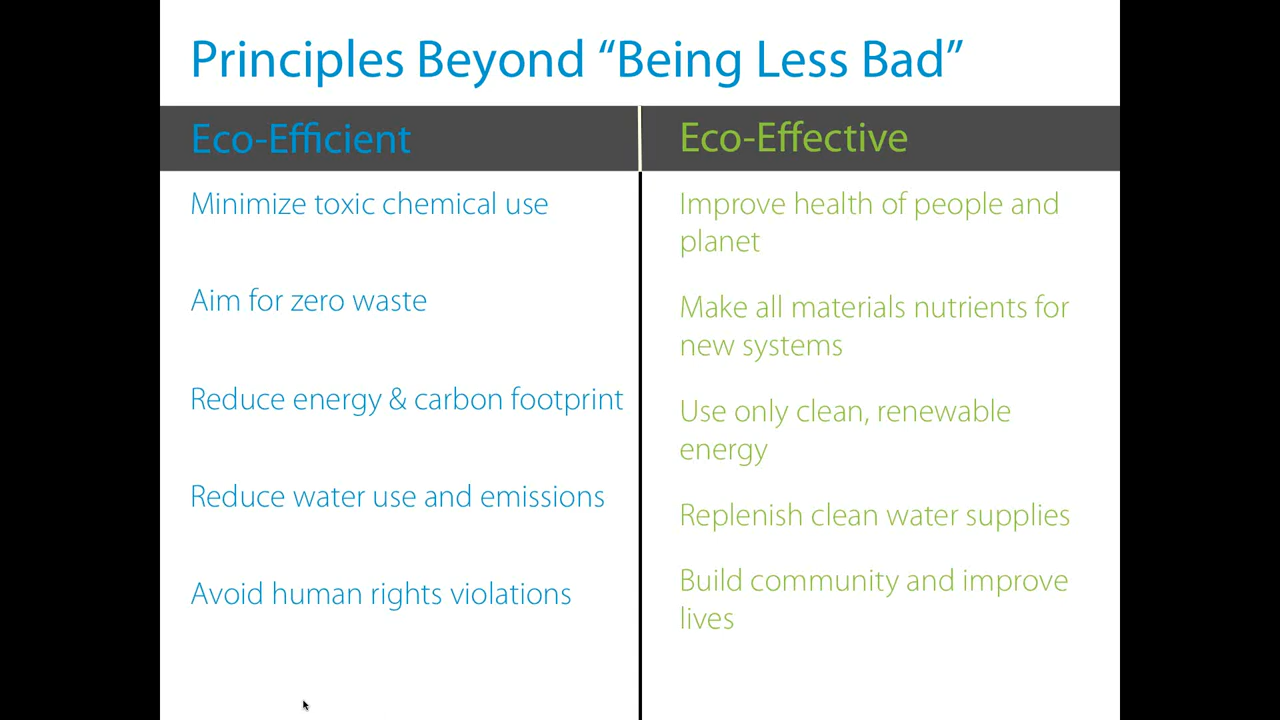 Principles Beyond “Being Less Bad”
Eco-Efficient
Eco-Effective
Minimize toxic chemical use
Aim for zero waste
Reduce energy & carbon footprint
Reduce water use and emissions
Avoid human rights violations
Improve health of people and
planet
Make all materials nutrients for
new systems
Use only clean, renewable
energy
Replenish clean water supplies
Build community and improve
lives